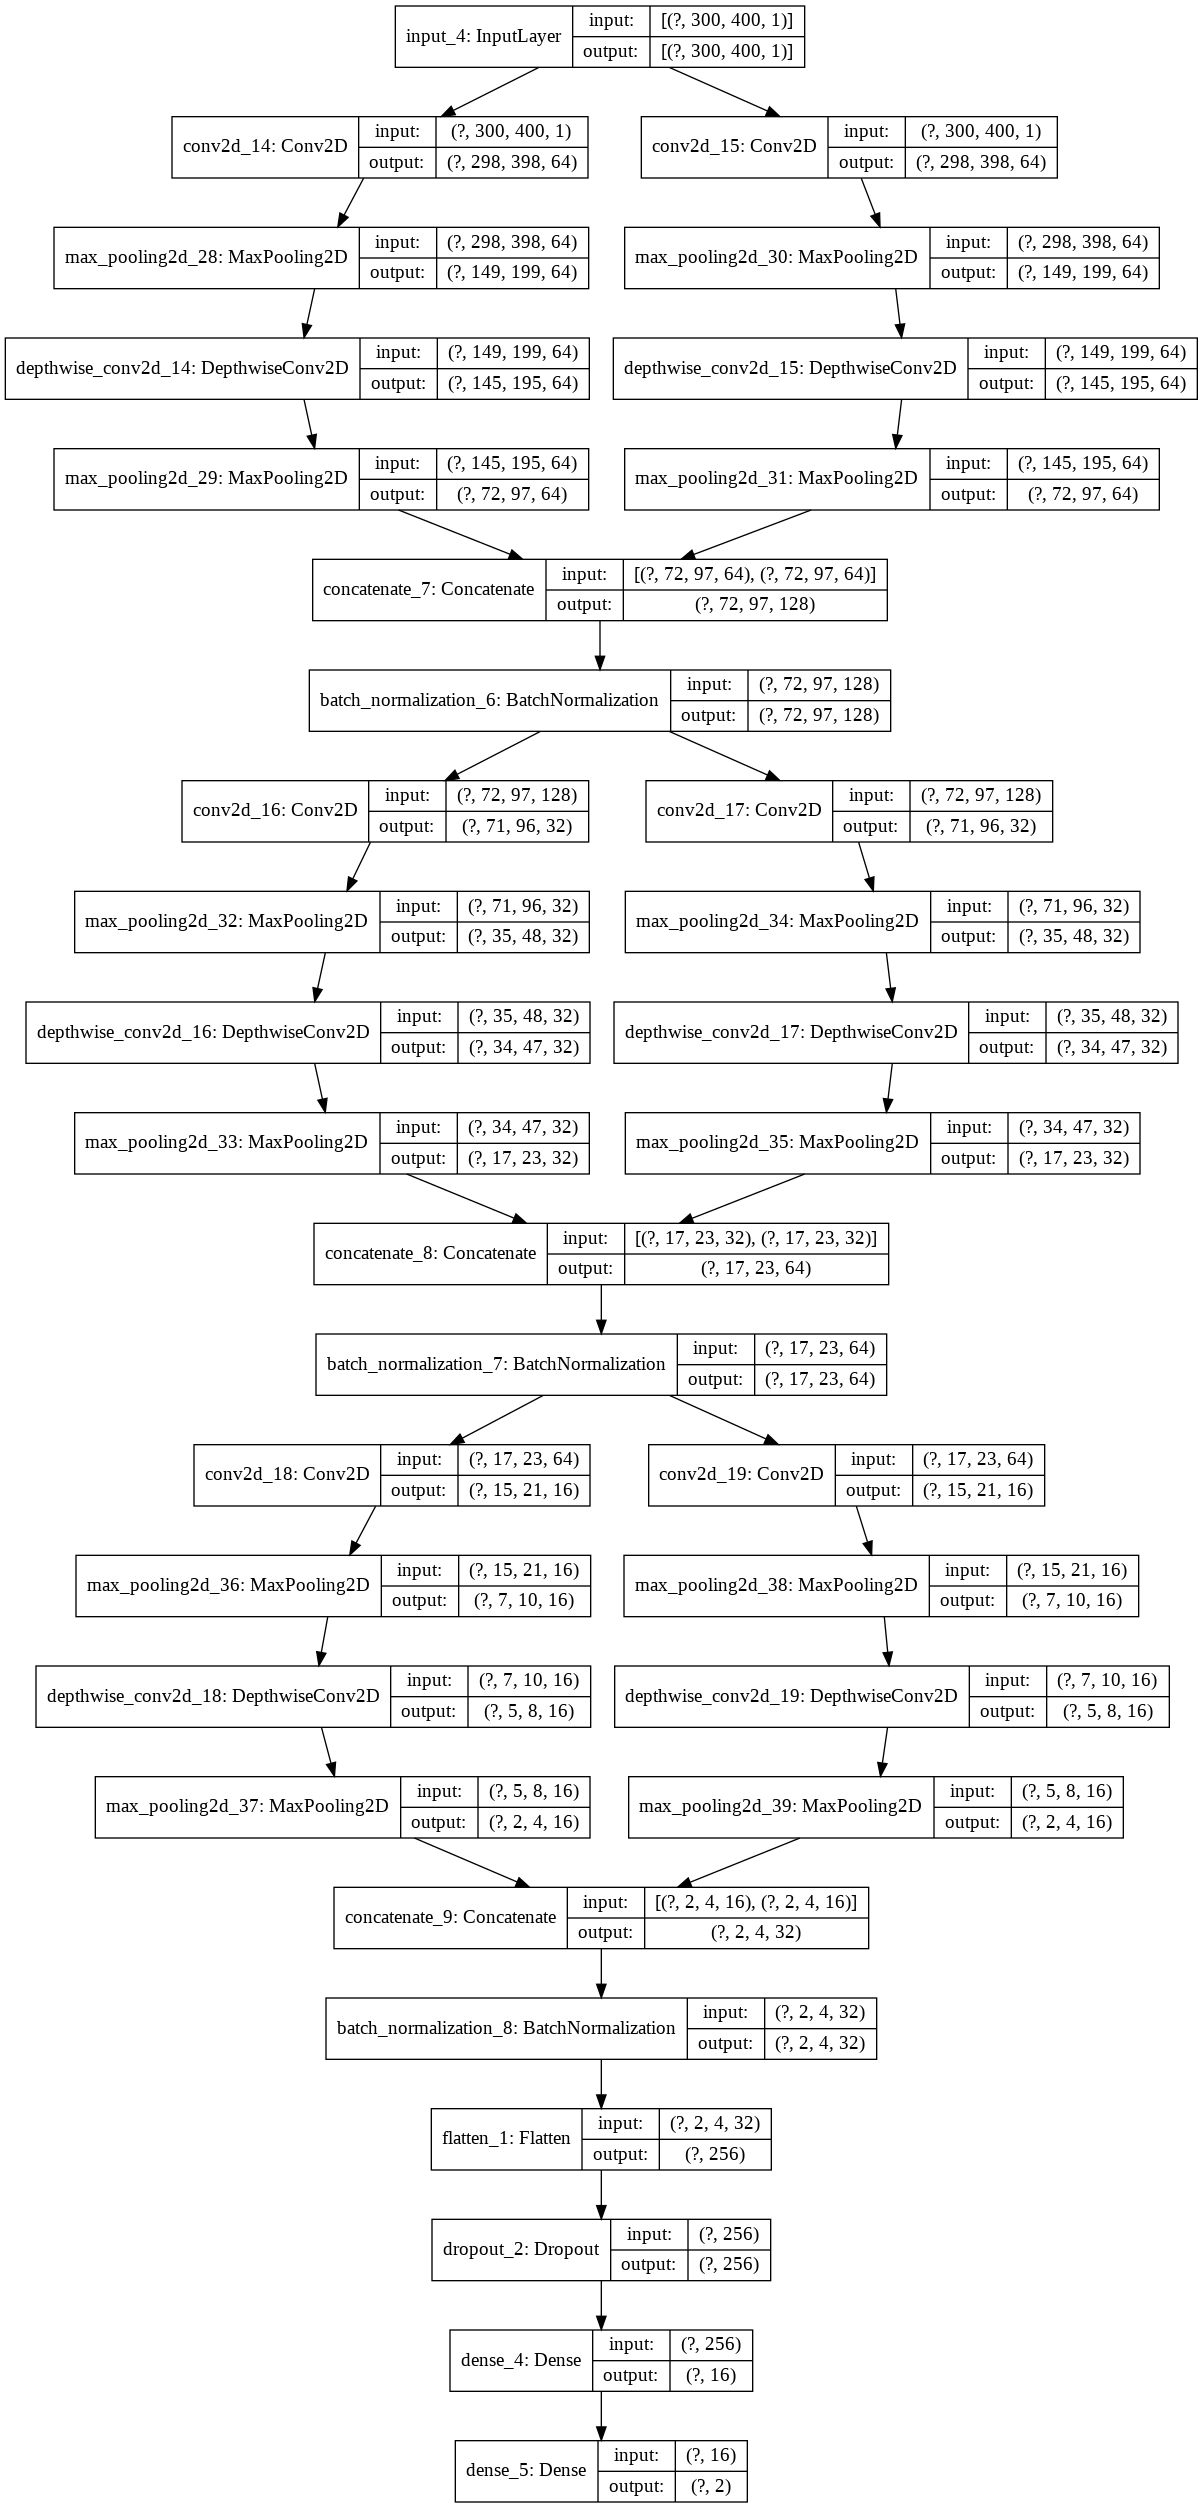 input_4: InputLayer
input: [(?, 300, 400, 1)]
output: [(?, 300, 400, 1)]
conv2d_14: Conv2D
input: (?, 300, 400, 1)
output: (?, 298, 398, 64)
conv2d_15: Conv2D
input: (?, 300, 400, 1)
output: (?, 298, 398, 64)
max_pooling2d_28: MaxPooling2D
input: (?, 298, 398, 64)
output: (?, 149, 199, 64)
max_pooling2d_30: MaxPooling2D
input: (?, 298, 398, 64)
output: (?, 149, 199, 64)
depthwise_conv2d_14: DepthwiseConv2D
input: (?, 149, 199, 64)
output: (?, 145, 195, 64)
depthwise_conv2d_15: DepthwiseConv2D
input: (?, 149, 199, 64)
output: (?, 145, 195, 64)
max_pooling2d_29: MaxPooling2D
input: (?, 145, 195, 64)
output: (?, 72, 97, 64)
max_pooling2d_31: MaxPooling2D
input: (?, 145, 195, 64)
output: (?, 72, 97, 64)
concatenate_7: Concatenate
input: [(?, 72, 97, 64), (?, 72, 97, 64)]
output: (?, 72, 97, 128)
batch_normalization_6: BatchNormalization
input: (?, 72, 97, 128)
output: (?, 72, 97, 128)
conv2d_16: Conv2D
input: (?, 72, 97, 128)
output: (?, 71, 96, 32)
conv2d_17: Conv2D
input: (?, 72, 97, 128)
output: (?, 71, 96, 32)
max_pooling2d_32: MaxPooling2D
input: (?, 71, 96, 32)
output: (?, 35, 48, 32)
max_pooling2d_34: MaxPooling2D
input: (?, 71, 96, 32)
output: (?, 35, 48, 32)
depthwise_conv2d_16: DepthwiseConv2D
input: (?, 35, 48, 32)
output: (?, 34, 47, 32)
depthwise_conv2d_17: DepthwiseConv2D
input: (?, 35, 48, 32)
output: (?, 34, 47, 32)
max_pooling2d_33: MaxPooling2D
input: (?, 34, 47, 32)
output: (?, 17, 23, 32)
max_pooling2d_35: MaxPooling2D
input: (?, 34, 47, 32)
output: (?, 17, 23, 32)
concatenate_8: Concatenate
input: [(?, 17, 23, 32), (?, 17, 23, 32)]
output: (?, 17, 23, 64)
batch_normalization_7: BatchNormalization
input: (?, 17, 23, 64)
output: (?, 17, 23, 64)
conv2d_18: Conv2D
input: (?, 17, 23, 64)
output: (?, 15, 21, 16)
conv2d_19: Conv2D
input: (?, 17, 23, 64)
output: (?, 15, 21, 16)
max_pooling2d_36: MaxPooling2D
input: (?, 15, 21, 16)
output: (?, 7, 10, 16)
max_pooling2d_38: MaxPooling2D
input: (?, 15, 21, 16)
output: (?, 7, 10, 16)
depthwise_conv2d_18: DepthwiseConv2D
input: (?, 7, 10, 16)
output: (?, 5, 8, 16)
depthwise_conv2d_19: DepthwiseConv2D
input: (?, 7, 10, 16)
output: (?, 5, 8, 16)
max_pooling2d_37: MaxPooling2D
input: (?, 5, 8, 16)
output: (?, 2, 4, 16)
max_pooling2d_39: MaxPooling2D
input: (?, 5, 8, 16)
output: (?, 2, 4, 16)
concatenate_9: Concatenate
input: [(?, 2, 4, 16), (?, 2, 4, 16)]
output: (?, 2, 4, 32)
batch_normalization_8: BatchNormalization
input: (?, 2, 4, 32)
output: (?, 2, 4, 32)
flatten_1: Flatten
input: (?, 2, 4, 32)
output: (?, 256)
dropout_2: Dropout
input: (?, 256)
output: (?, 256)
dense_4: Dense
input: (?, 256)
output: (?, 16)
dense_5: Dense
input: (?, 16)
output: (?, 2)